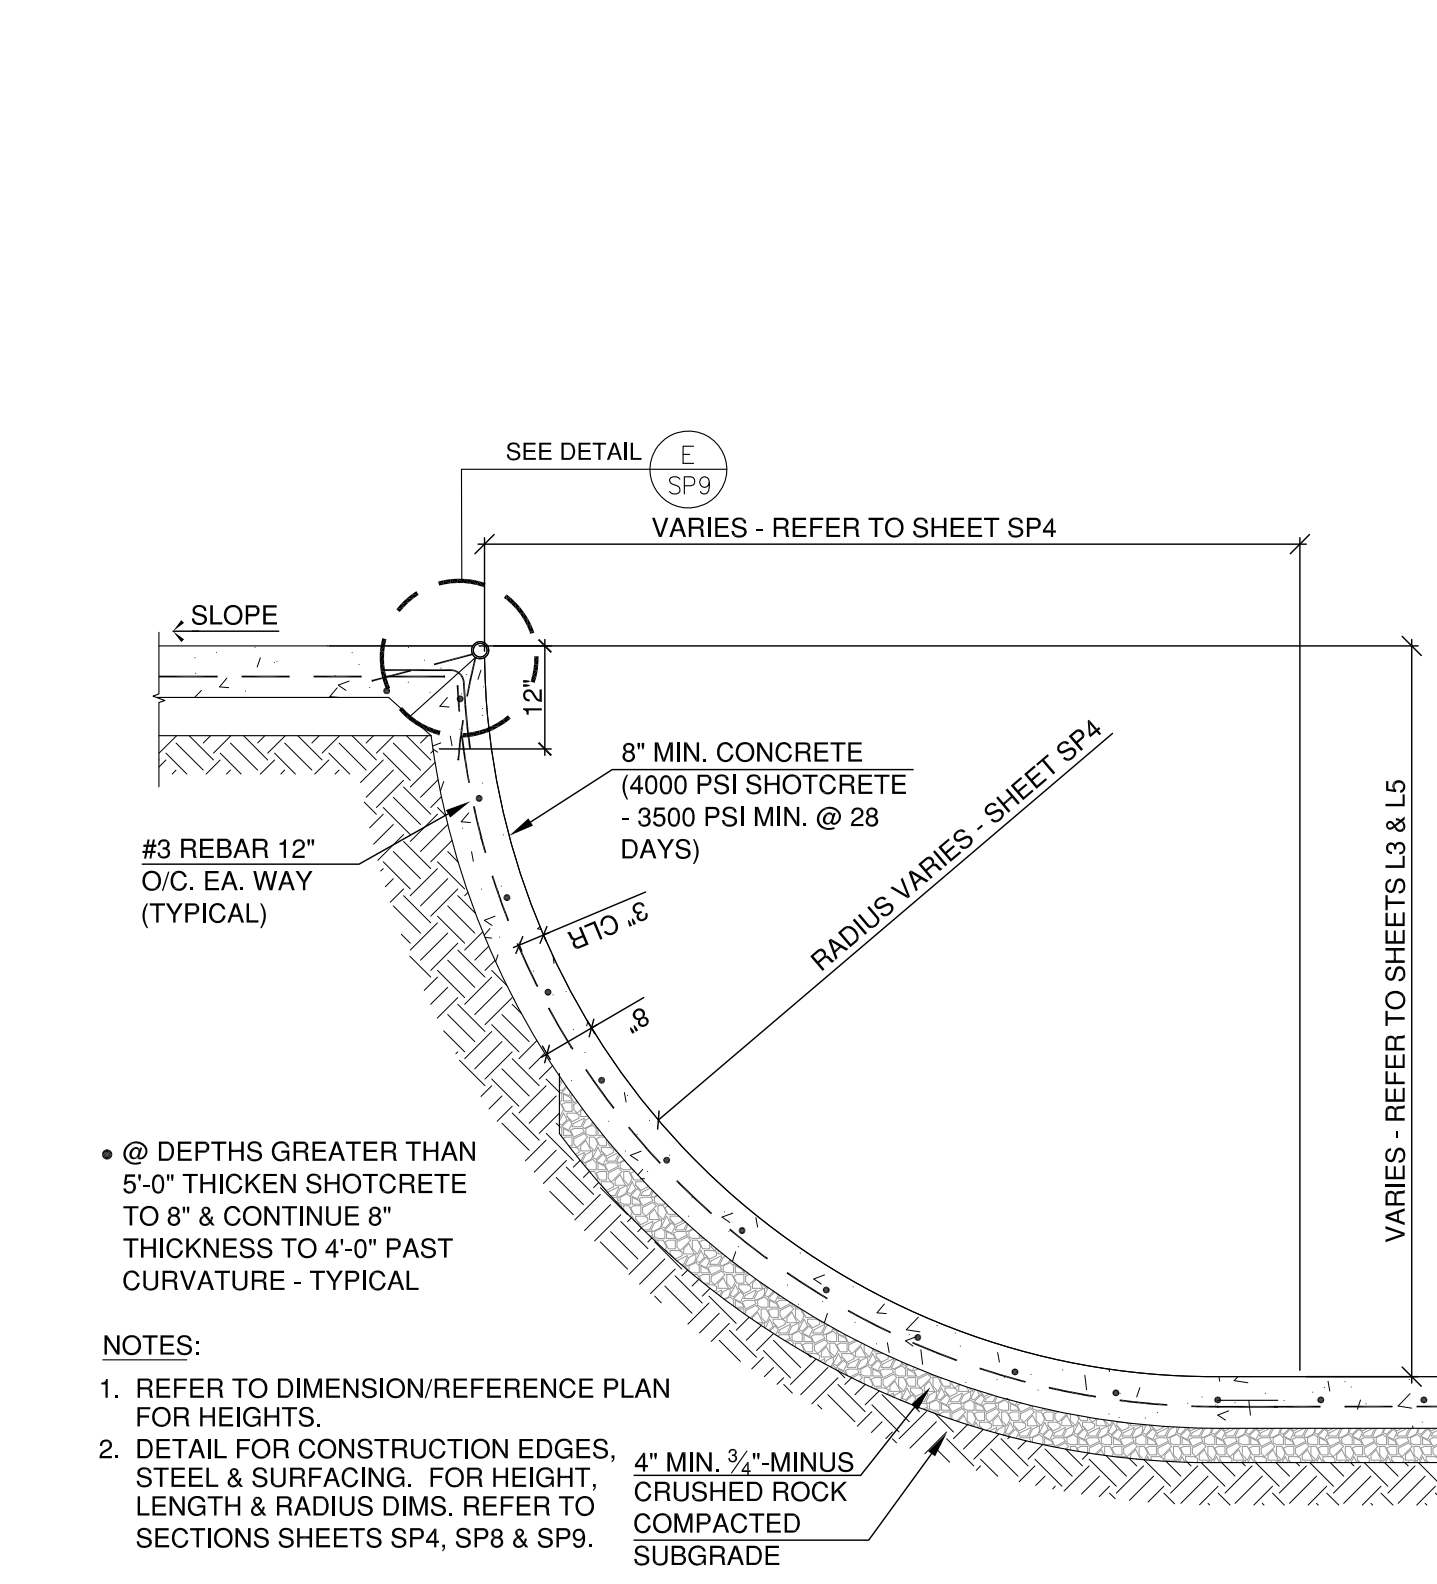 SEE DETAIL
E
SP9
VARIES - REFER TO SHEET SP4
SLOPE
12"
8" MIN. CONCRETE
(4000 PSI SHOTCRETE
- 3500 PSI MIN. @ 28
DAYS)
#3 REBAR 12"
O/C. EA. WAY
(TYPICAL)
3" CLR
8"
RADIUS VARIES - SHEET SP4
VARIES - REFER TO SHEETS L3 & L5
• @ DEPTHS GREATER THAN
5'-0" THICKEN SHOTCRETE
TO 8" & CONTINUE 8"
THICKNESS TO 4'-0" PAST
CURVATURE - TYPICAL
NOTES:
1. REFER TO DIMENSION/REFERENCE PLAN
FOR HEIGHTS.
2. DETAIL FOR CONSTRUCTION EDGES,
STEEL & SURFACING. FOR HEIGHT,
LENGTH & RADIUS DIMS. REFER TO
SECTIONS SHEETS SP4, SP8 & SP9.
4" MIN. 3/4"-MINUS
CRUSHED ROCK
COMPACTED
SUBGRADE